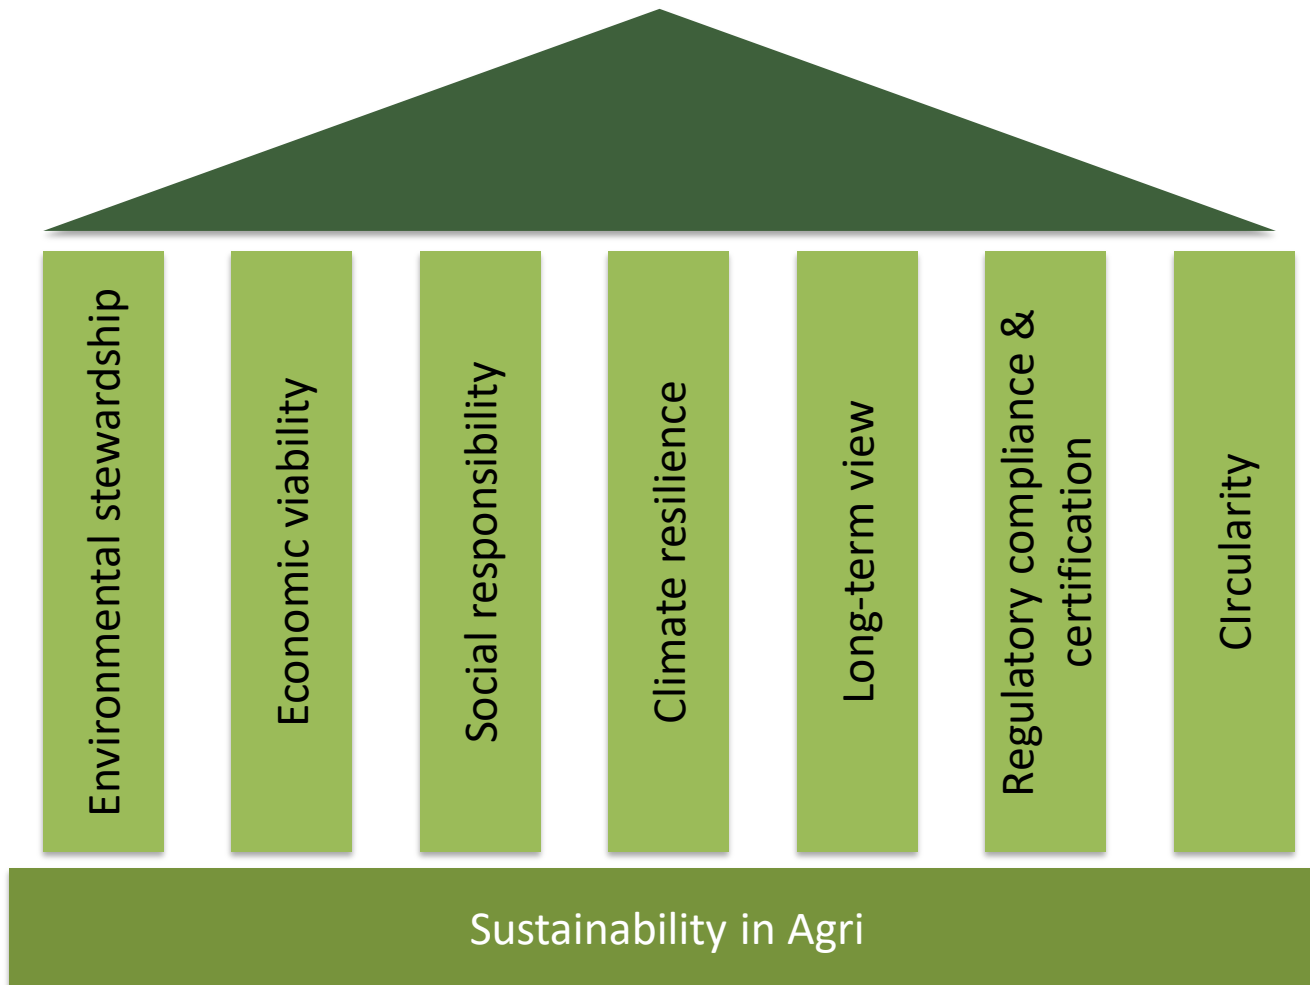 Environmental stewardship
Economic viability
Social responsibility
Climate resilience
Long-term view
Regulatory compliance &
certification
CIrcularity
Sustainability in Agri